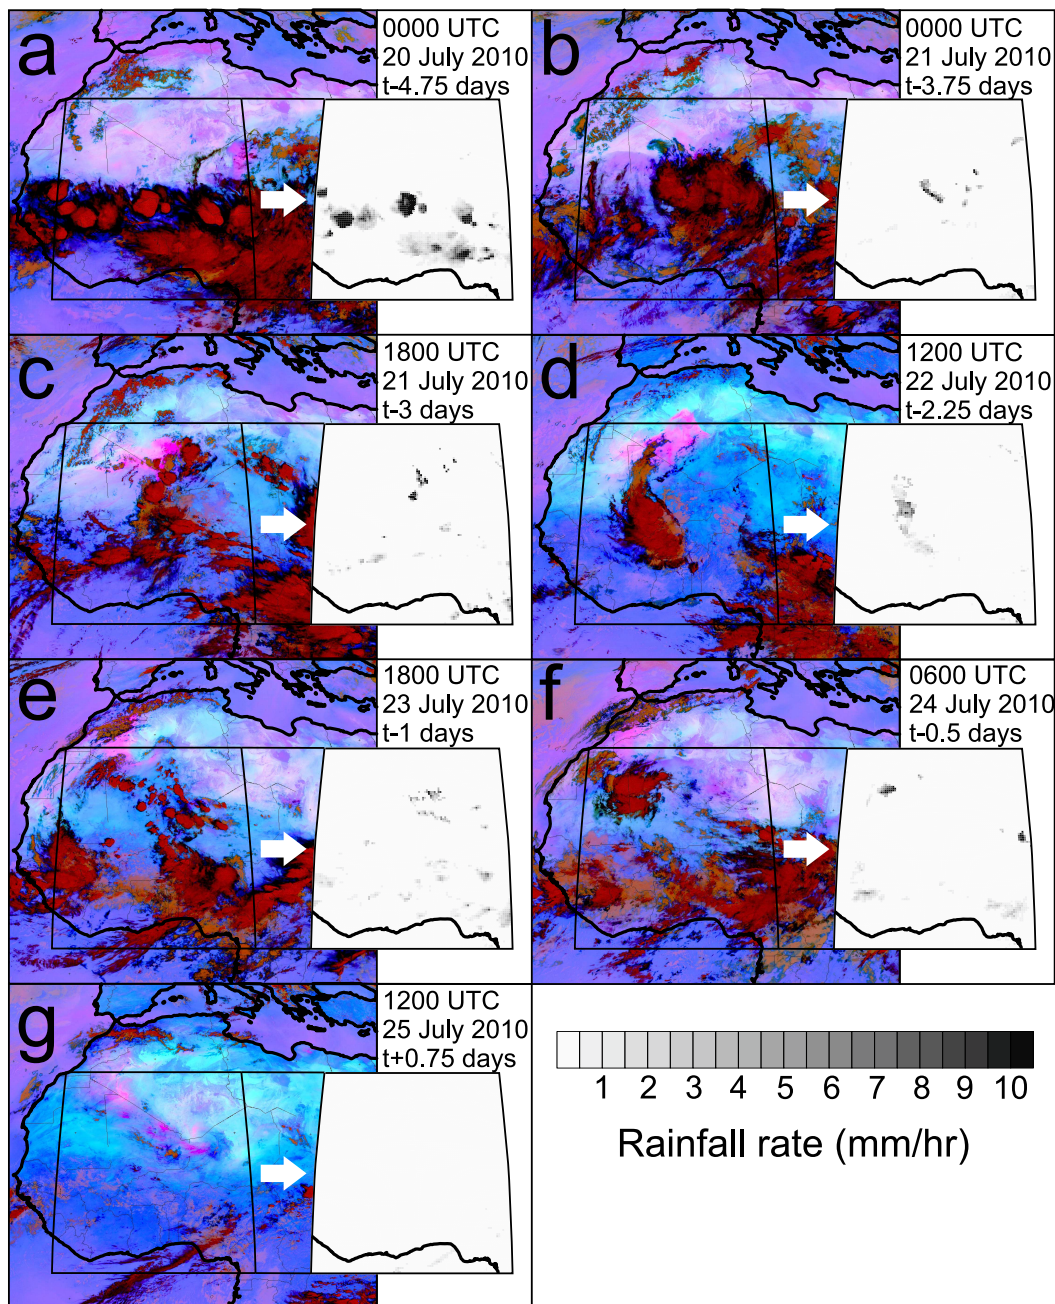 a
0000 UTC
20 July 2010
t-4.75 days
b
0000 UTC
21 July 2010
t-3.75 days
c
1800 UTC
21 July 2010
t-3 days
d
1200 UTC
22 July 2010
t-2.25 days
e
1800 UTC
23 July 2010
t-1 days
f
0600 UTC
24 July 2010
t-0.5 days
g
1200 UTC
25 July 2010
t+0.75 days
1 2 3 4 5 6 7 8 9 10
Rainfall rate (mm/hr)